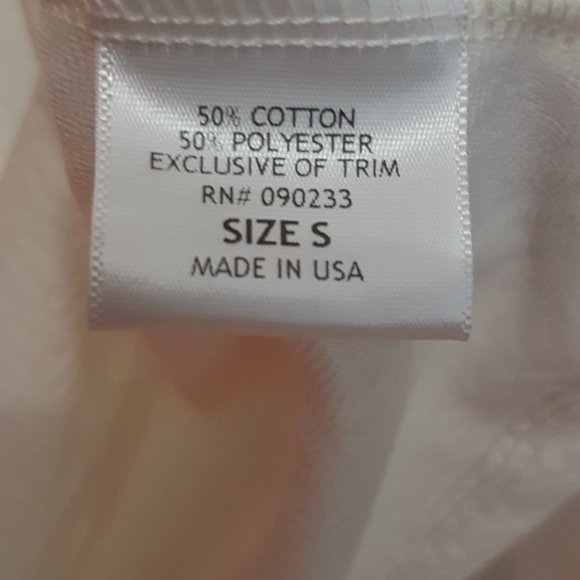 50% COTTON
50% POLYESTER
EXCLUSIVE OF TRIM
RN# 090233
SIZE S
MADE IN USA